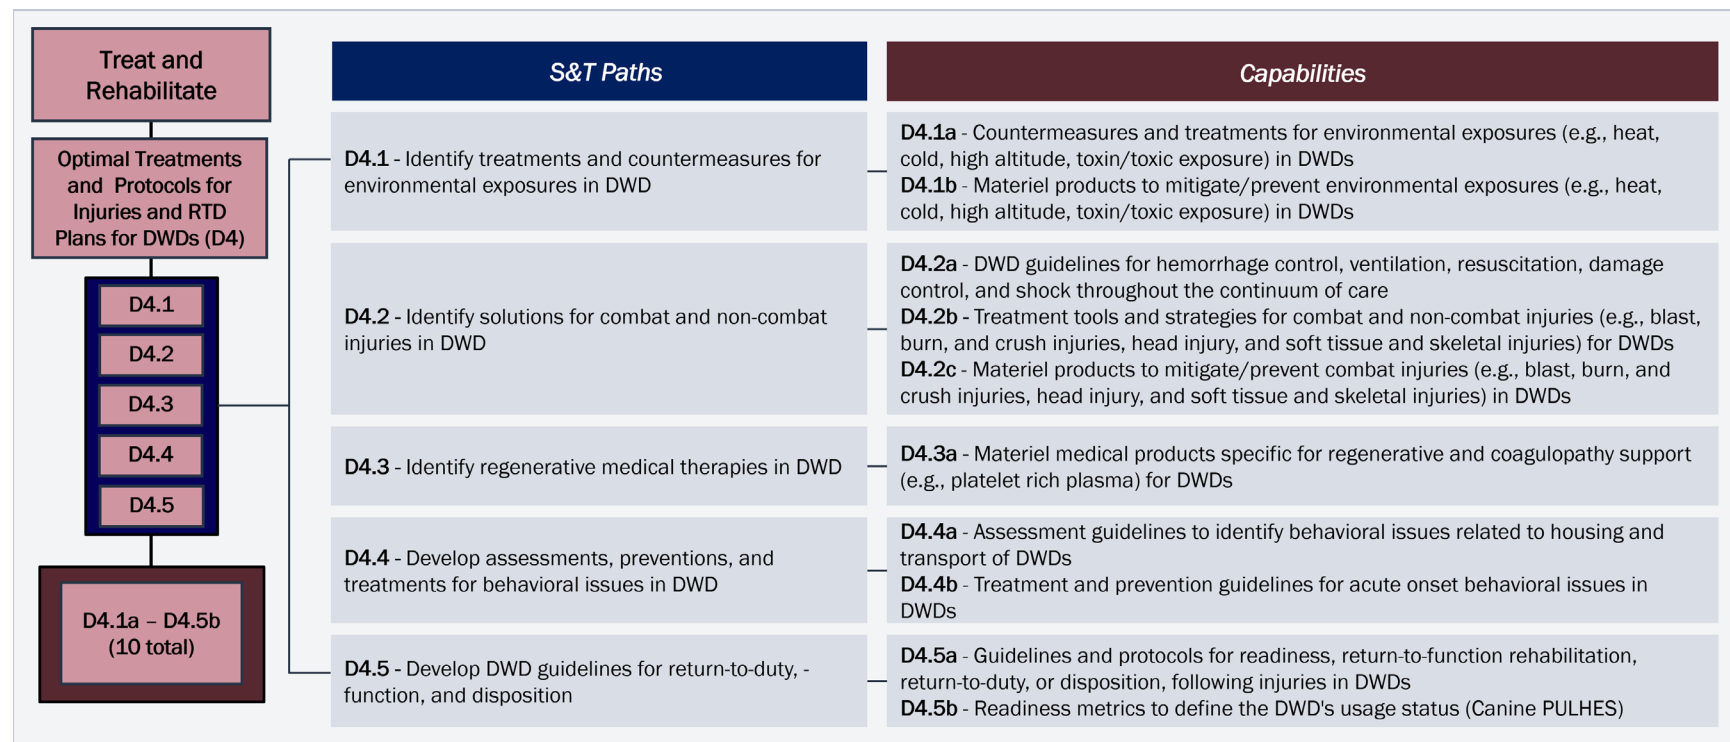 Treat and
Rehabilitate
Optimal Treatments
and Protocols for
Injuries and RTD
Plans for DWDs (D4)
D4.1
D4.2
D4.3
D4.4
D4.5
D4.1a – D4.5b
(10 total)
S&T Paths
Capabilities
D4.1 - Identify treatments and countermeasures for
environmental exposures in DWD
D4.1a - Countermeasures and treatments for environmental exposures (e.g., heat,
cold, high altitude, toxin/toxic exposure) in DWDs
D4.1b - Materiel products to mitigate/prevent environmental exposures (e.g., heat,
cold, high altitude, toxin/toxic exposure) in DWDs
D4.2 - Identify solutions for combat and non-combat
injuries in DWD
D4.2a - DWD guidelines for hemorrhage control, ventilation, resuscitation, damage
control, and shock throughout the continuum of care
D4.2b - Treatment tools and strategies for combat and non-combat injuries (e.g., blast,
burn, and crush injuries, head injury, and soft tissue and skeletal injuries) for DWDs
D4.2c - Materiel products to mitigate/prevent combat injuries (e.g., blast, burn, and
crush injuries, head injury, and soft tissue and skeletal injuries) in DWDs
D4.3 - Identify regenerative medical therapies in DWD
D4.3a - Materiel medical products specific for regenerative and coagulopathy support
(e.g., platelet rich plasma) for DWDs
D4.4 - Develop assessments, preventions, and
treatments for behavioral issues in DWD
D4.4a - Assessment guidelines to identify behavioral issues related to housing and
transport of DWDs
D4.4b - Treatment and prevention guidelines for acute onset behavioral issues in
DWDs
D4.5 - Develop DWD guidelines for return-to-duty, -
function, and disposition
D4.5a - Guidelines and protocols for readiness, return-to-function rehabilitation,
return-to-duty, or disposition, following injuries in DWDs
D4.5b - Readiness metrics to define the DWD's usage status (Canine PULHES)